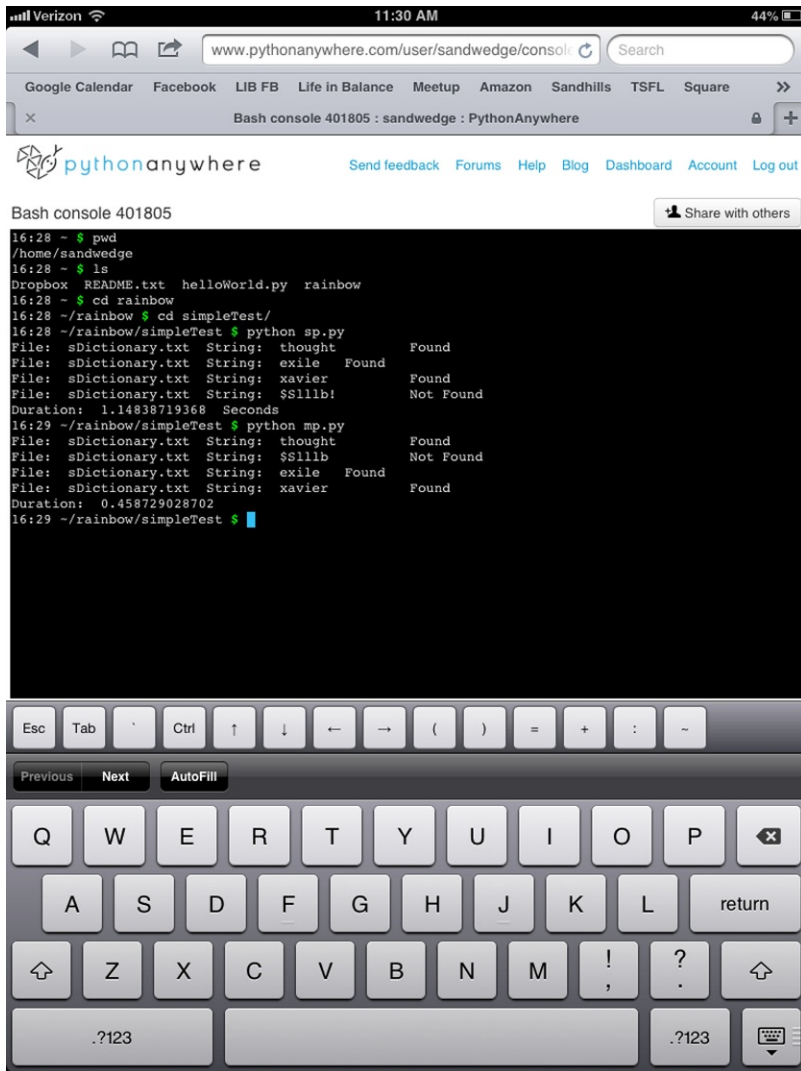 Verizon 11:30 AM 44%
www.pythonanywhere.com/user/sandwedge/console Search
Google Calendar Facebook LIB FB Life in Balance Meetup Amazon Sandhills TSFL Square >>
× Bash console 401805 : sandwedge : PythonAnywhere +
pythonanywhere Send feedback Forums Help Blog Dashboard Account Log out
Bash console 401805 Share with others
16:28 ~ $ pwd
/home/sandwedge
16:28 ~ $ ls
Dropbox README.txt helloWorld.py rainbow
16:28 ~ $ cd rainbow
16:28 ~/rainbow $ cd simpleTest/
16:28 ~/rainbow/simpleTest $ python sp.py
File: sDictionary.txt String: thought Found
File: sDictionary.txt String: exile Found
File: sDictionary.txt String: xavier Found
File: sDictionary.txt String: $Slllb! Not Found
Duration: 1.14838719368 Seconds
16:29 ~/rainbow/simpleTest $ python mp.py
File: sDictionary.txt String: thought Found
File: sDictionary.txt String: $Slllb Not Found
File: sDictionary.txt String: exile Found
File: sDictionary.txt String: xavier Found
Duration: 0.458729028702
16:29 ~/rainbow/simpleTest $
Esc Tab ` Ctrl ↑ ↓ ← → ( ) = + : ~
Previous Next AutoFill
Q W E R T Y U I O P
A S D F G H J K L return
Z X C V B N M ! , ? .
.?123 .?123